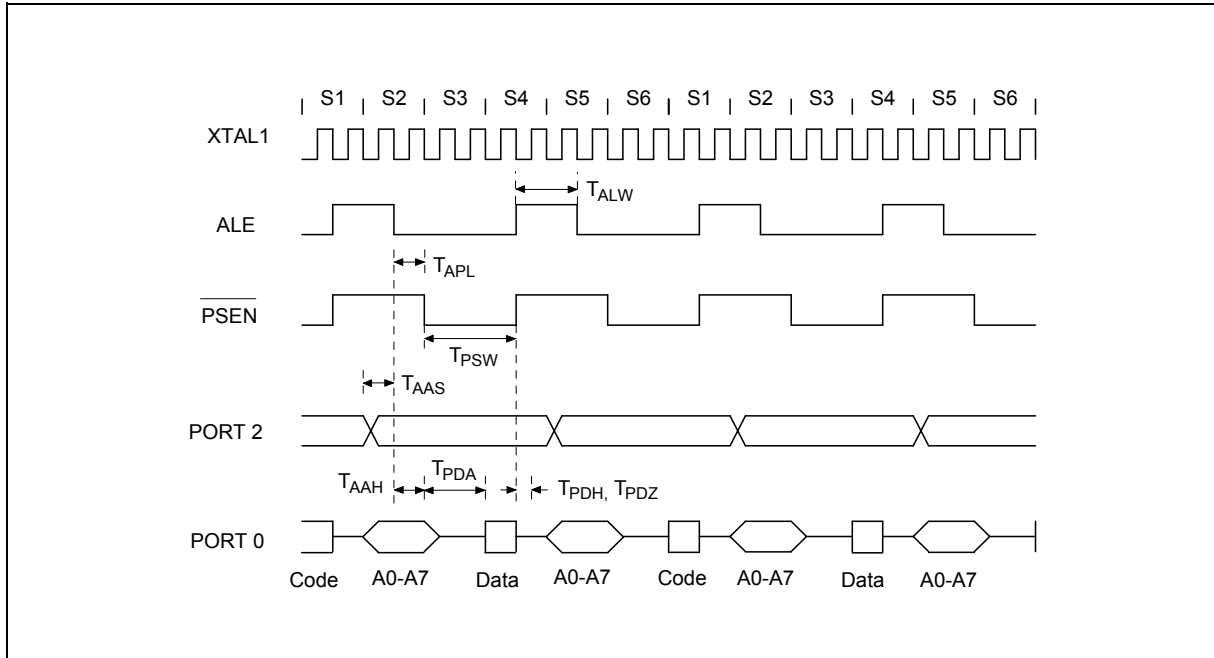 | S1 | S2 | S3 | S4 | S5 | S6 | S1 | S2 | S3 | S4 | S5 | S6 |
XTAL1
TALW
ALE
TAPL
PSEN
TPSW
TAAS
PORT 2
TAAH
TPDA
TPDH, TPDZ
PORT 0
Code A0-A7 Data A0-A7 Code A0-A7 Data A0-A7